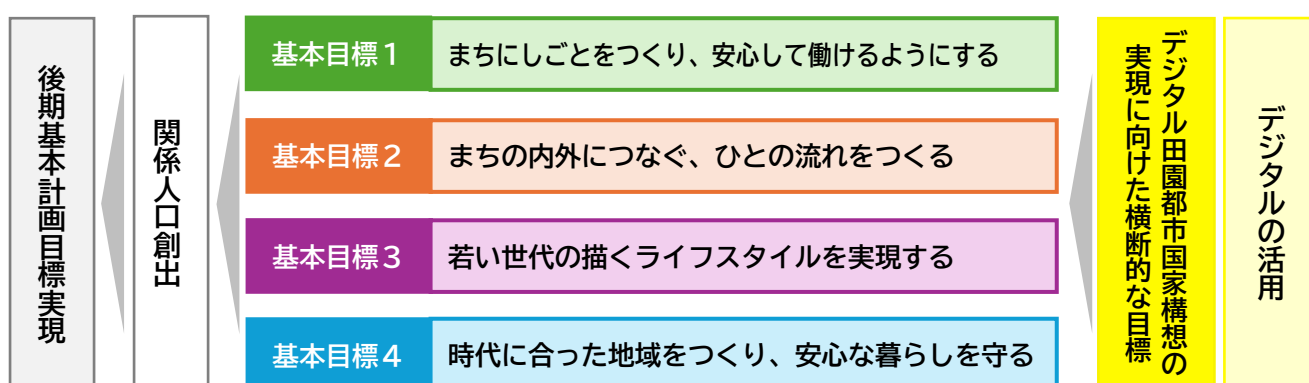 後期基本計画目標実現
関係人口創出
基本目標1
まちにしごとをつくり、安心して働けるようにする
基本目標2
まちの内外につなぐ、ひとの流れをつくる
基本目標3
若い世代の描くライフスタイルを実現する
基本目標4
時代に合った地域をつくり、安心な暮らしを守る
デジタル田園都市国家構想の
実現に向けた横断的な目標
デジタルの活用